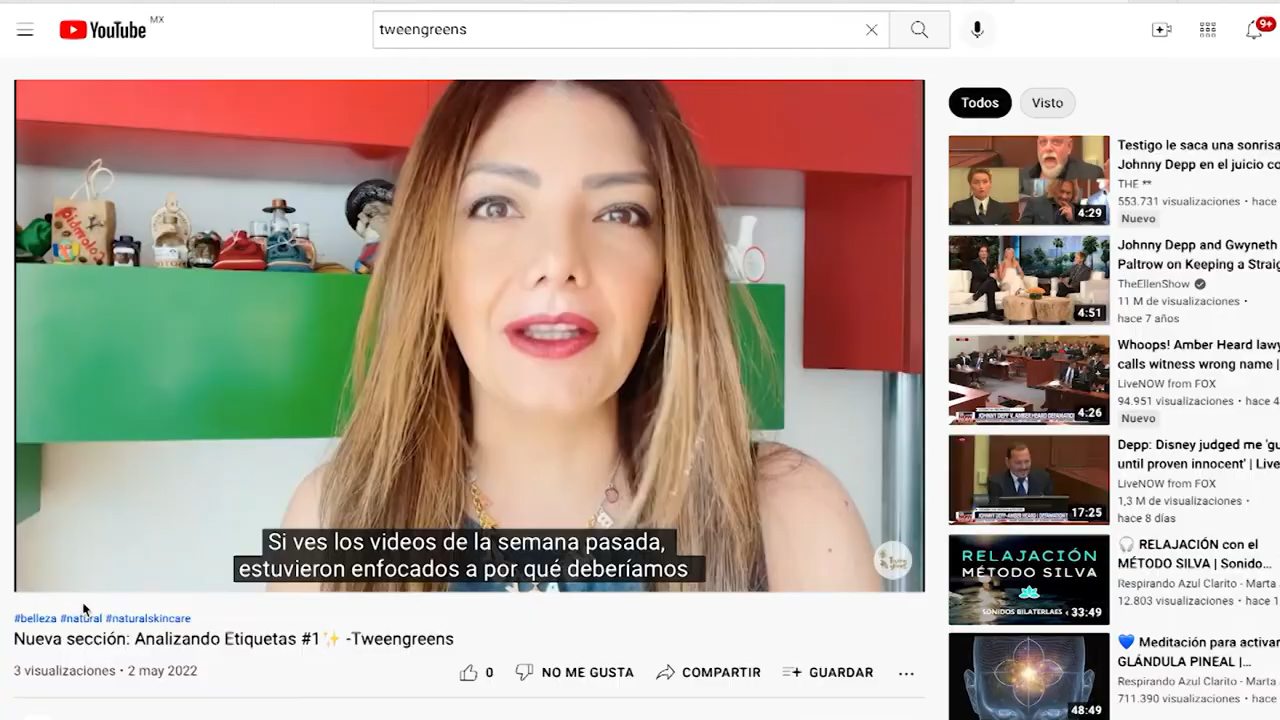 YouTube MX
tweengreens
9+
Todos
Visto
Pidmolo
Si ves los videos de la semana pasada,
estuvieron enfocados a por qué deberíamos
#belleza #natural #naturalskincare
Nueva sección: Analizando Etiquetas #1✨ -Tweengreens
3 visualizaciones • 2 may 2022
0
NO ME GUSTA
COMPARTIR
GUARDAR
4:29
Testigo le saca una sonrisa
Johnny Depp en el juicio co
THE **
553.731 visualizaciones • hace
Nuevo
4:51
Johnny Depp and Gwyneth
Paltrow on Keeping a Straig
TheEllenShow
11 M de visualizaciones •
hace 7 años
4:26
Whoops! Amber Heard lawy
calls witness wrong name |
LiveNOW from FOX
94.951 visualizaciones • hace 4
Nuevo
17:25
Depp: Disney judged me 'gu
until proven innocent' | Live
LiveNOW from FOX
1,3 M de visualizaciones •
hace 8 días
RELAJACIÓN
MÉTODO SILVA
SONIDOS BILATERLAES
33:49
🎧 RELAJACIÓN con el
MÉTODO SILVA | Sonido...
Respirando Azul Clarito - Marta
12.803 visualizaciones • hace 1
48:49
💙 Meditación para activar
GLÁNDULA PINEAL |...
Respirando Azul Clarito - Marta
711.390 visualizaciones • hace